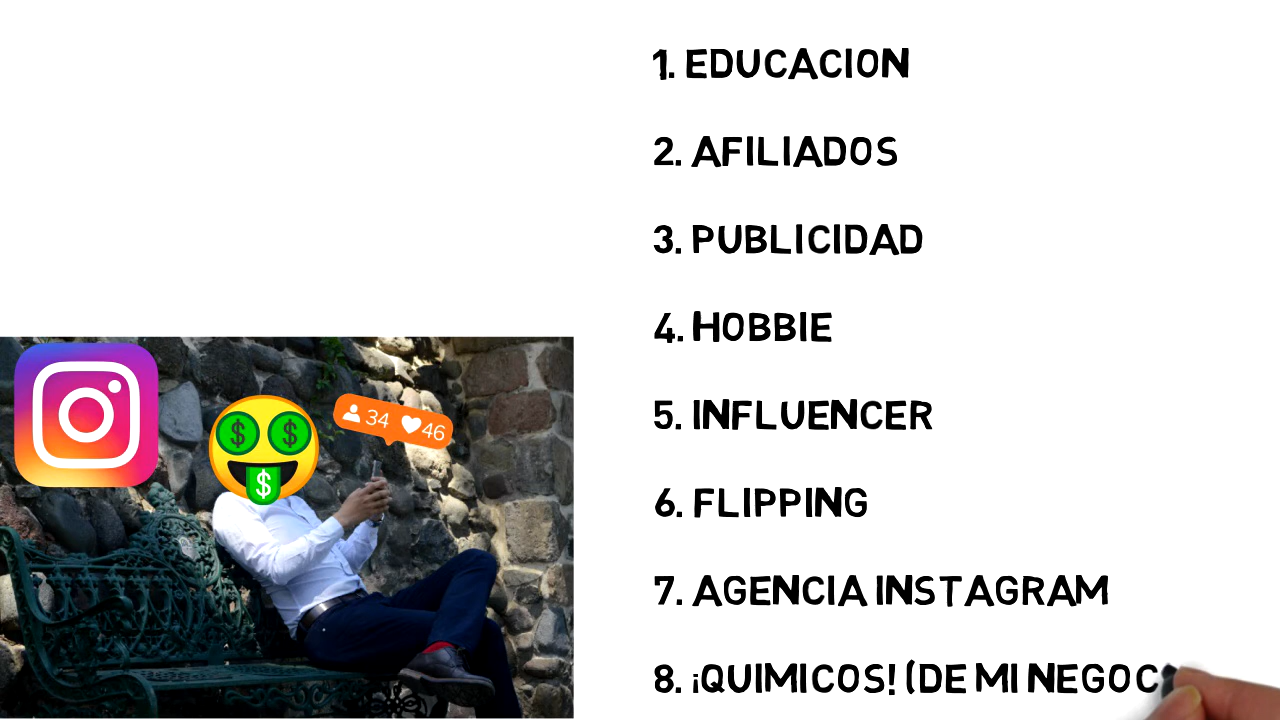 1. EDUCACION
2. AFILIADOS
3. PUBLICIDAD
4. HOBBIE
5. INFLUENCER
6. FLIPPING
7. AGENCIA INSTAGRAM
8. ¡QUIMICOS! (DE MI NEGOC
34 46